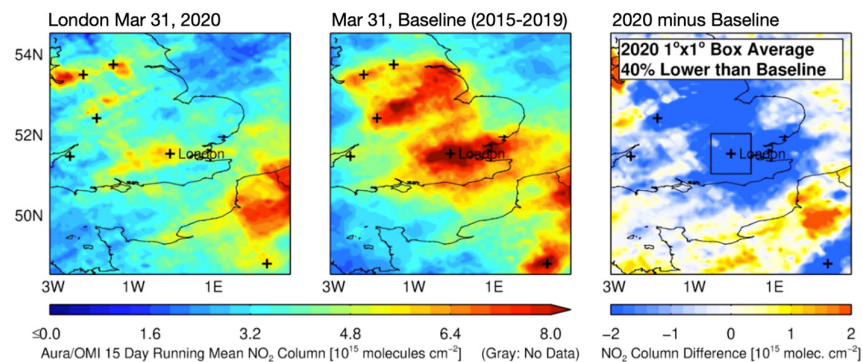 London Mar 31, 2020
Mar 31, Baseline (2015-2019)
2020 minus Baseline
54N
52N
50N
London
London
2020 1°x1° Box Average
40% Lower than Baseline
London
3W
1W
1E
3W
1W
1E
3W
1W
1E
≤0.0
1.6
3.2
4.8
6.4
8.0
−2
−1
0
1
2
Aura/OMI 15 Day Running Mean NO₂ Column [10¹⁵ molecules cm⁻²]
(Gray: No Data)
NO₂ Column Difference [10¹⁵ molec. cm⁻²]